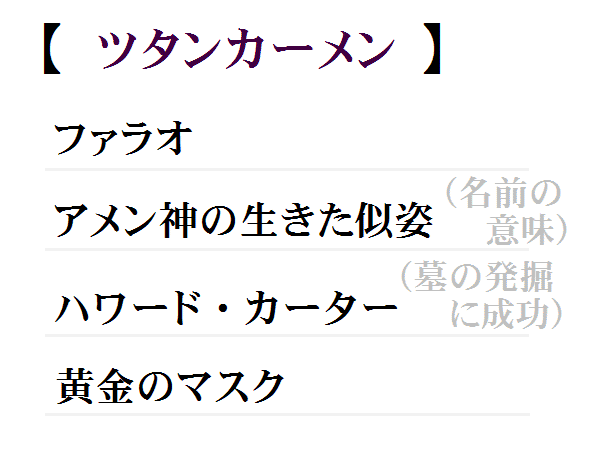 【 ツタンカーメン 】
ファラオ
アメン神の生きた似姿
(名前の
意味)
ハワード・カーター
(墓の発掘
に成功)
黄金のマスク